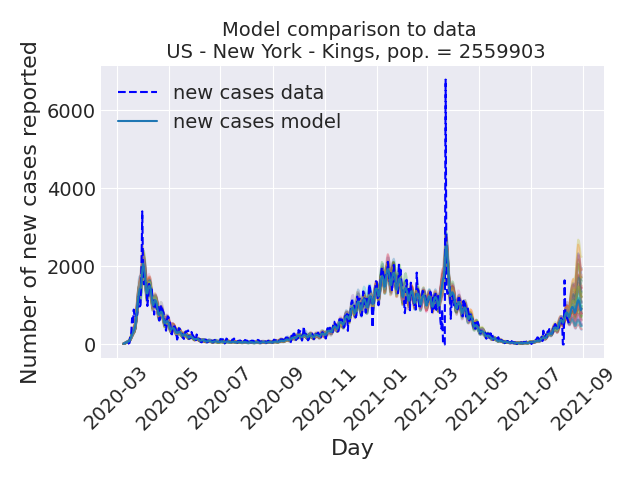 Model comparison to data
US - New York - Kings, pop. = 2559903
Number of new cases reported
6000
4000
2000
0
new cases data
new cases model
2020-03
2020-05
2020-07
2020-09
2020-11
2021-01
2021-03
2021-05
2021-07
2021-09
Day